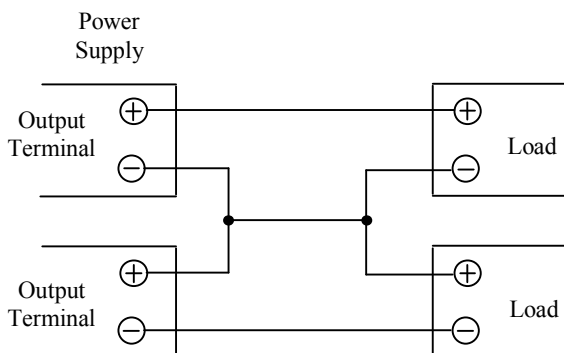 Power
Supply
Output
Terminal
+
−
+
−
Load
Output
Terminal
+
−
+
−
Load